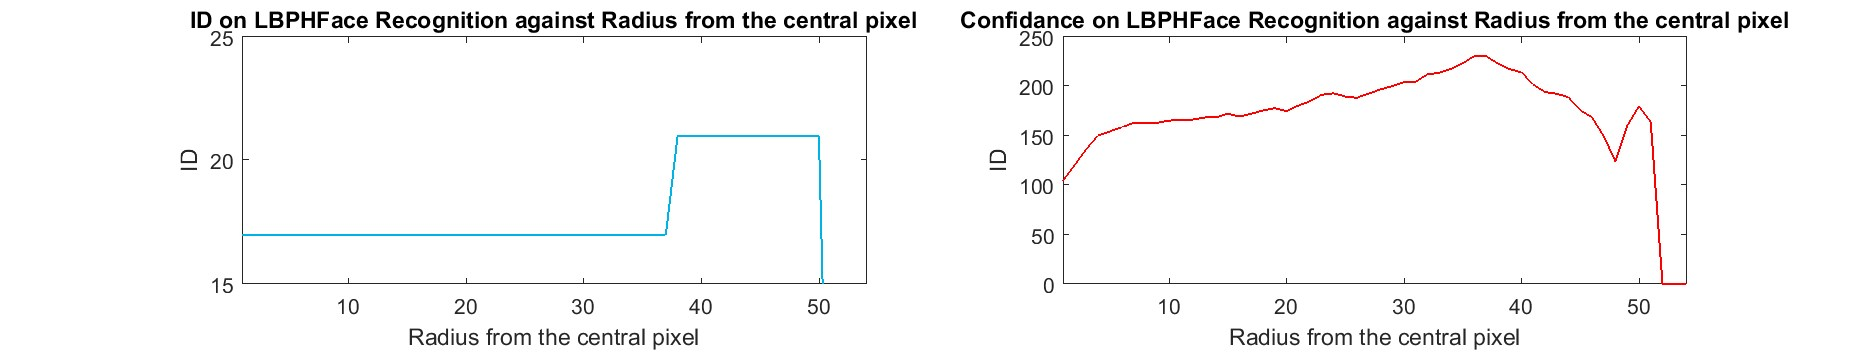 ID on LBPHFace Recognition against Radius from the central pixel
25
20
15
ID
10 20 30 40 50
Radius from the central pixel
Confidance on LBPHFace Recognition against Radius from the central pixel
250
200
150
100
50
0
ID
10 20 30 40 50
Radius from the central pixel